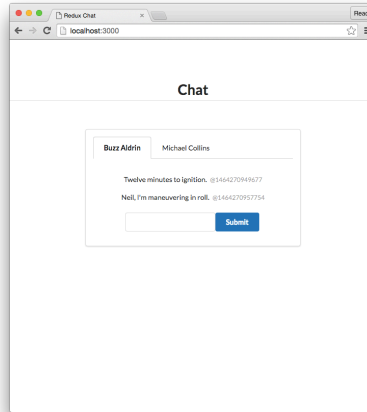 Redux Chat
Reac
localhost:3000
Chat
Buzz Aldrin
Michael Collins
Twelve minutes to ignition. @1464270949677
Neil, I'm maneuvering in roll. @1464270957754
Submit